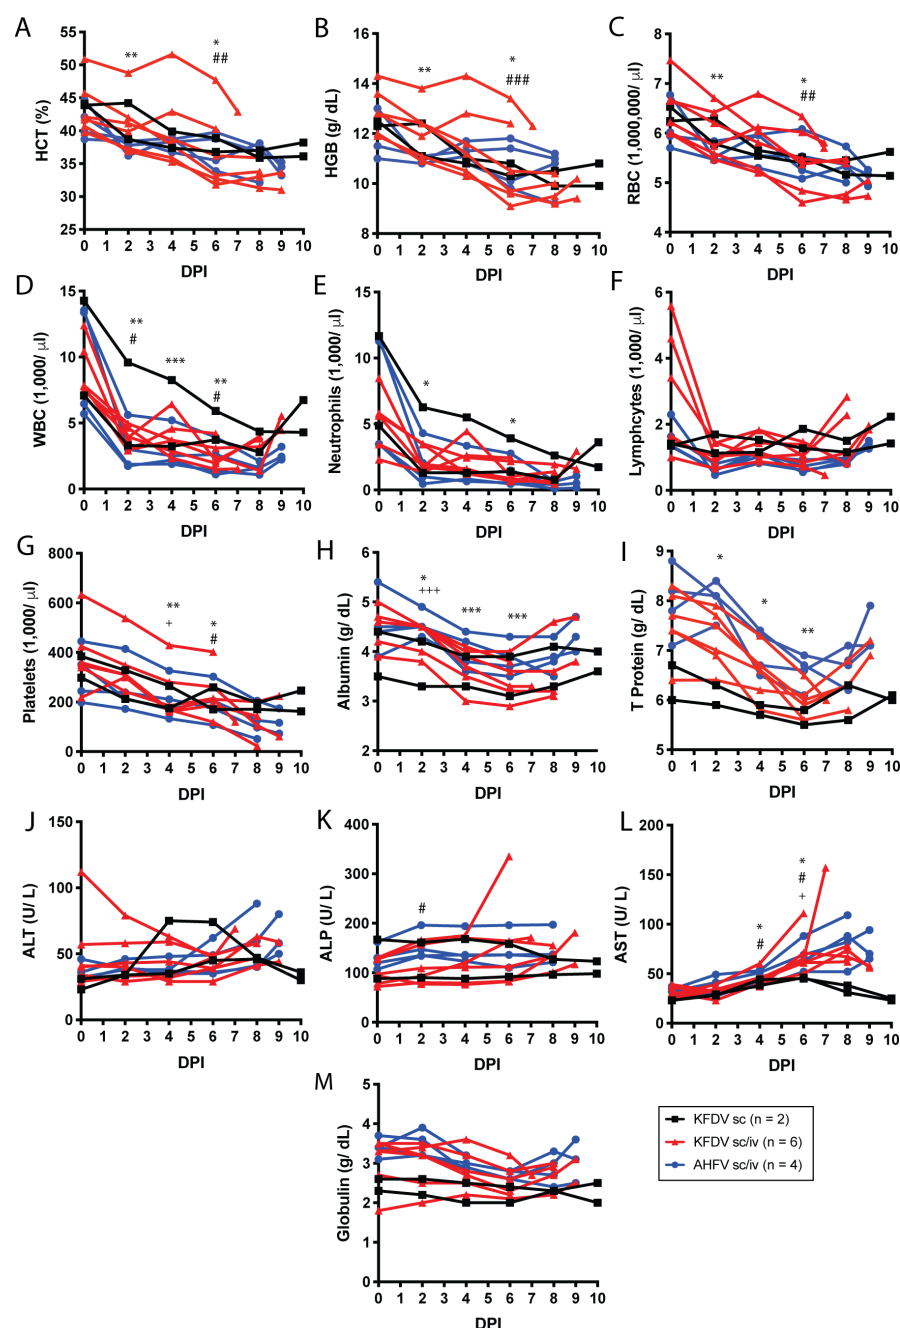 A
HCT (%)
55
50
45
40
35
30
25
**
*
##
0 1 2 3 4 5 6 7 8 9 10
DPI
B
HGB (g/ dL)
16
14
12
10
8
**
*
###
0 1 2 3 4 5 6 7 8 9 10
DPI
C
RBC (1,000,000/ µl)
8
7
6
5
4
**
*
##
0 1 2 3 4 5 6 7 8 9 10
DPI
D
WBC (1,000/ µl)
15
10
5
0
**
#
***
**
#
0 1 2 3 4 5 6 7 8 9 10
DPI
E
Neutrophils (1,000/ µl)
15
10
5
0
*
*
0 1 2 3 4 5 6 7 8 9 10
DPI
F
Lymphocytes (1,000/ µl)
6
4
2
0
0 1 2 3 4 5 6 7 8 9 10
DPI
G
Platelets (1,000/ µl)
800
600
400
200
0
**
+
*
#
0 1 2 3 4 5 6 7 8 9 10
DPI
H
Albumin (g/ dL)
6
5
4
3
2
*
+++
***
***
0 1 2 3 4 5 6 7 8 9 10
DPI
I
T Protein (g/ dL)
9
8
7
6
5
*
*
**
0 1 2 3 4 5 6 7 8 9 10
DPI
J
ALT (U/ L)
150
100
50
0
0 1 2 3 4 5 6 7 8 9 10
DPI
K
ALP (U/ L)
400
300
200
100
0
#
0 1 2 3 4 5 6 7 8 9 10
DPI
L
AST (U/ L)
200
150
100
50
0
*
#
*
#
+
0 1 2 3 4 5 6 7 8 9 10
DPI
M
Globulin (g/ dL)
5
4
3
2
1
0
0 1 2 3 4 5 6 7 8 9 10
DPI
KFDV sc (n = 2)
KFDV sc/iv (n = 6)
AHFV sc/iv (n = 4)